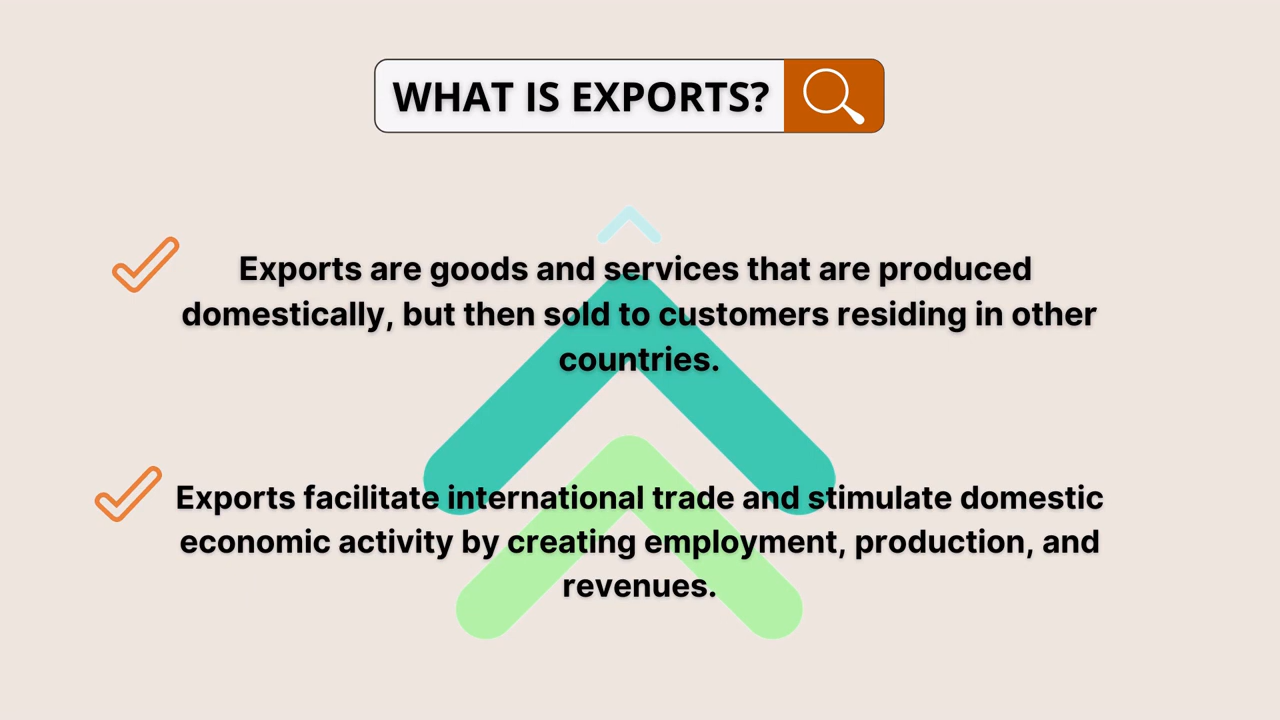 WHAT IS EXPORTS?
Exports are goods and services that are produced
domestically, but then sold to customers residing in other
countries.
Exports facilitate international trade and stimulate domestic
economic activity by creating employment, production, and
revenues.